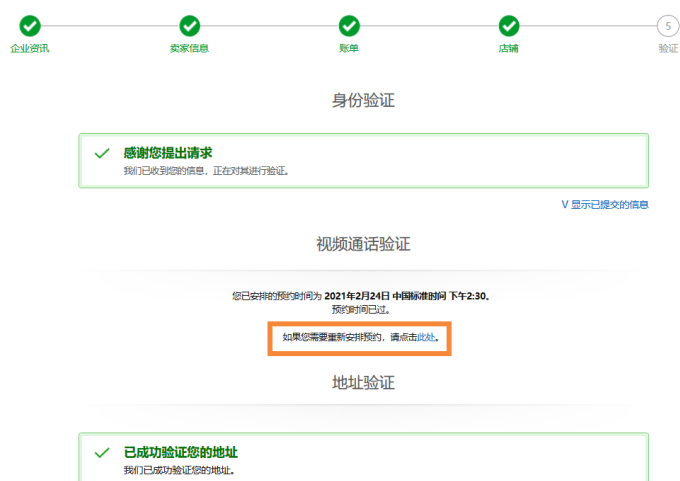 5
企业资讯 卖家信息 账单 店铺 验证
身份验证
感谢您提出请求
我们已收到您的信息，正在对其进行验证。
V 显示已提交的信息
视频通话验证
您已安排的预约时间为 2021年2月24日 中国标准时间 下午2:30。
预约时间已过。
如果您需要重新安排预约，请点击此处。
地址验证
已成功验证您的地址
我们已成功验证您的地址。